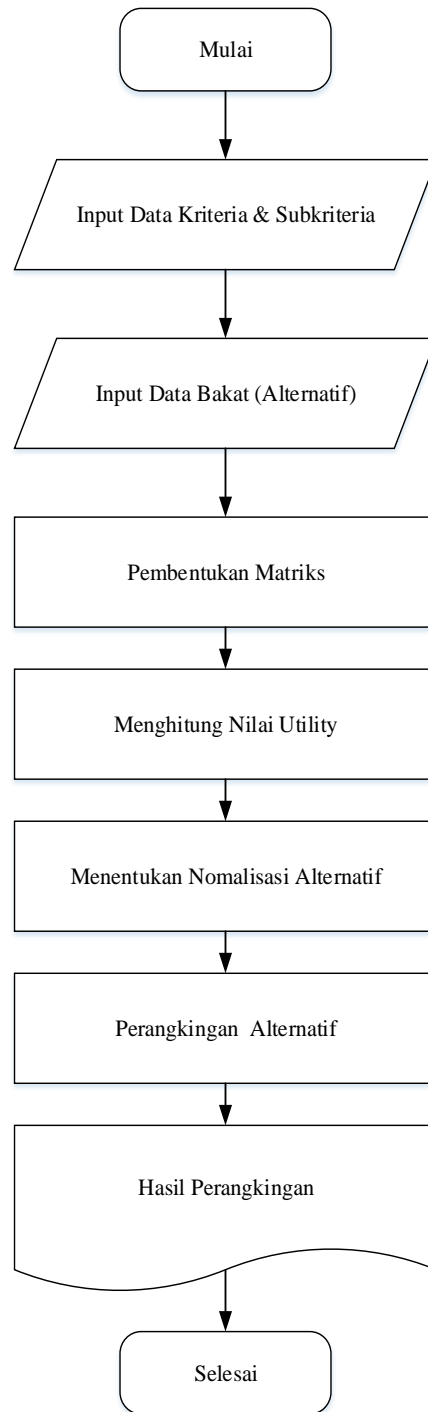 Mulai
Input Data Kriteria & Subkriteria
Input Data Bakat (Alternatif)
Pembentukan Matriks
Menghitung Nilai Utility
Menentukan Nomalisasi Alternatif
Perangkingan Alternatif
Hasil Perangkingan
Selesai